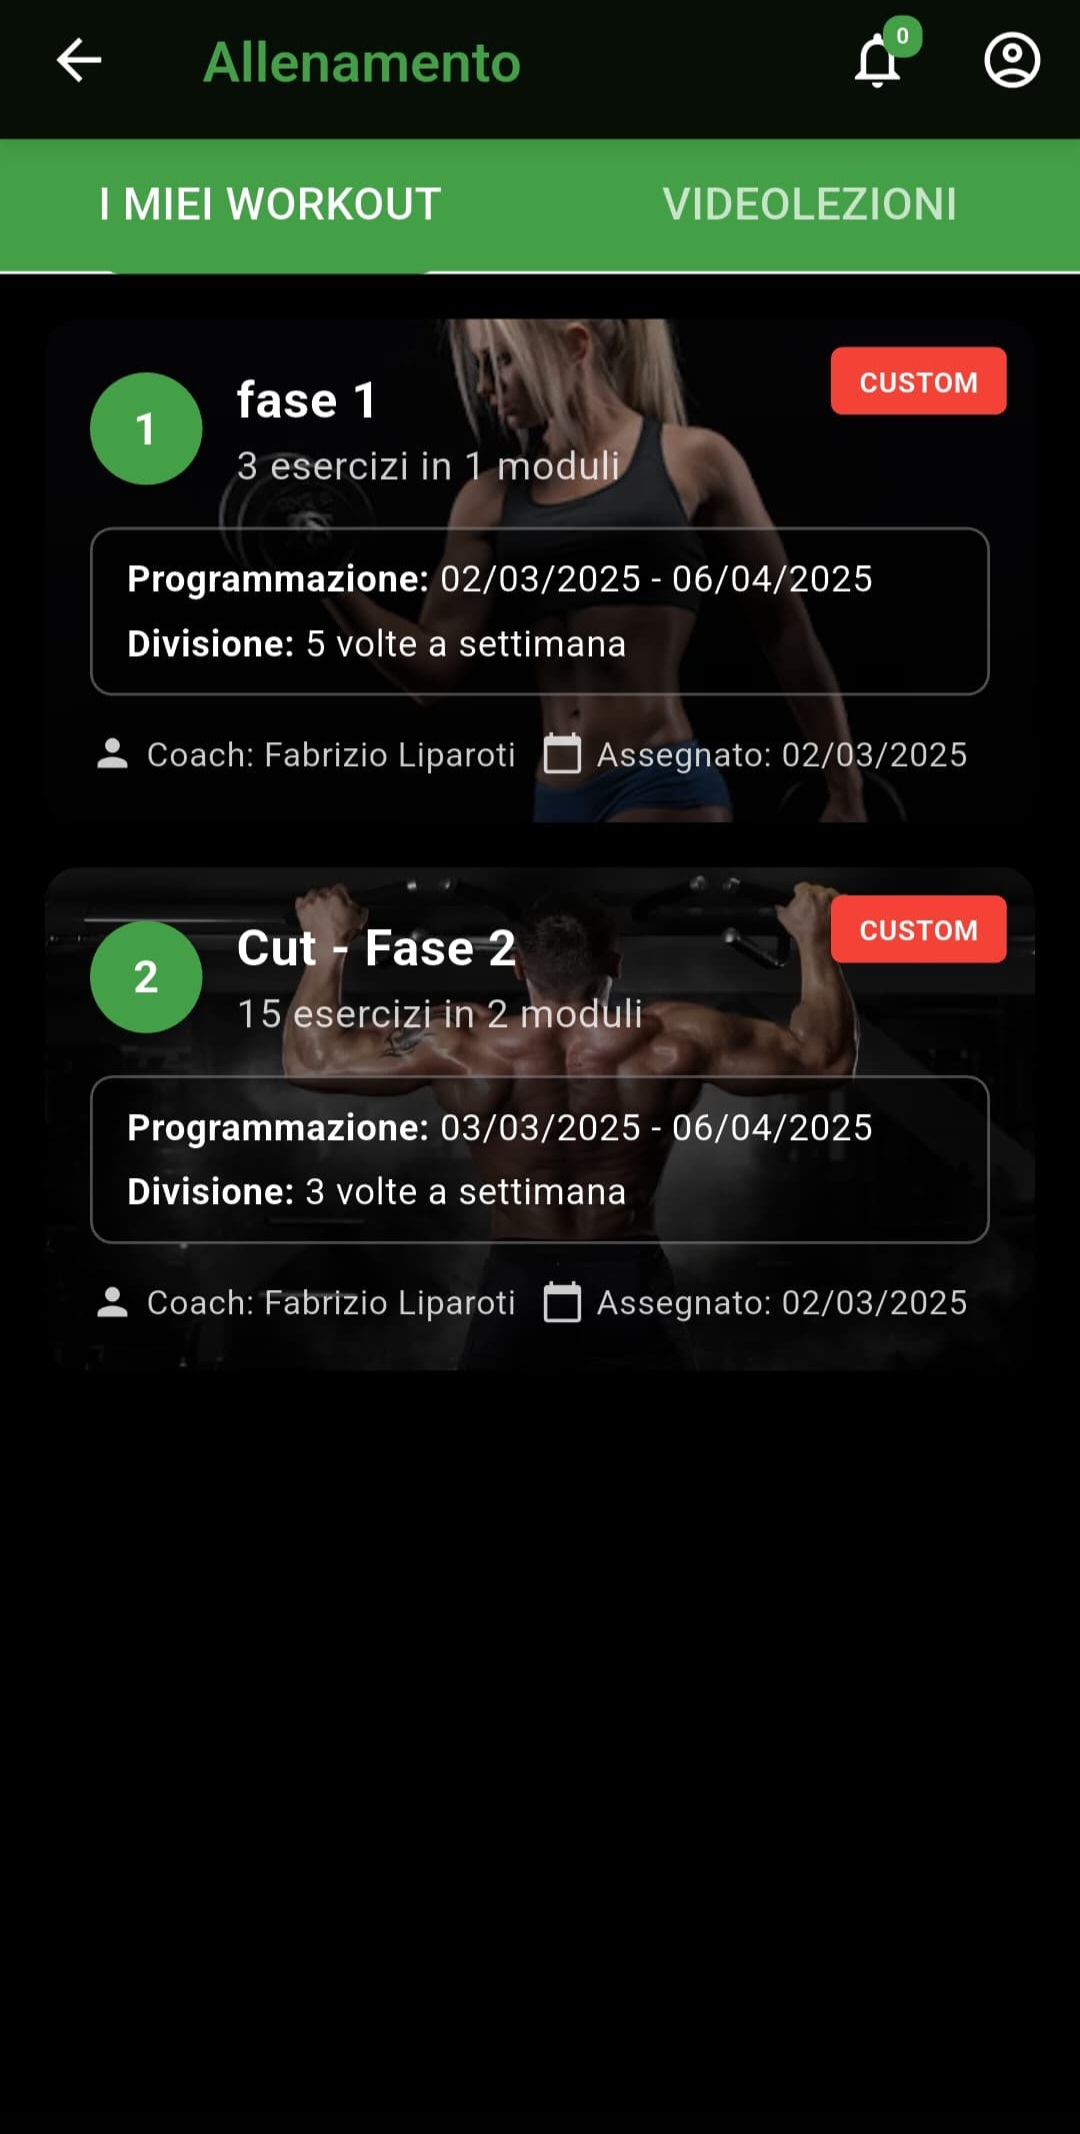 Allenamento
0
I MIEI WORKOUT
VIDEOLEZIONI
CUSTOM
1
fase 1
3 esercizi in 1 moduli
Programmazione: 02/03/2025 - 06/04/2025
Divisione: 5 volte a settimana
Coach: Fabrizio Liparoti
Assegnato: 02/03/2025
CUSTOM
2
Cut - Fase 2
15 esercizi in 2 moduli
Programmazione: 03/03/2025 - 06/04/2025
Divisione: 3 volte a settimana
Coach: Fabrizio Liparoti
Assegnato: 02/03/2025